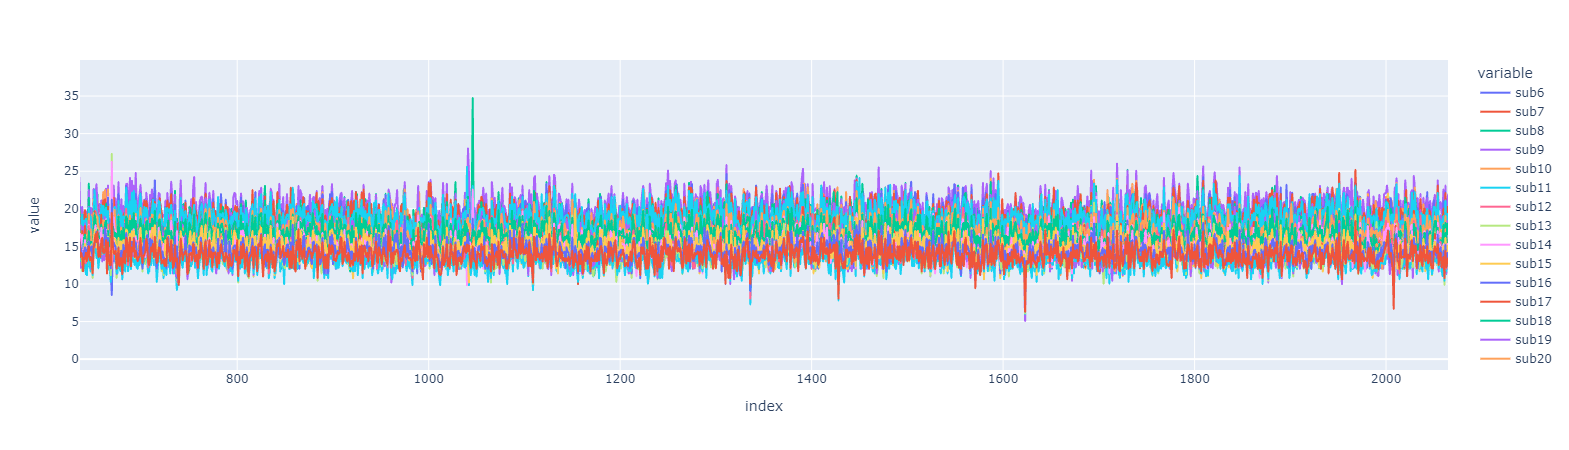 variable
sub6
sub7
sub8
sub9
sub10
sub11
sub12
sub13
sub14
sub15
sub16
sub17
sub18
sub19
sub20
value
35
30
25
20
15
10
5
0
800
1000
1200
1400
1600
1800
2000
index